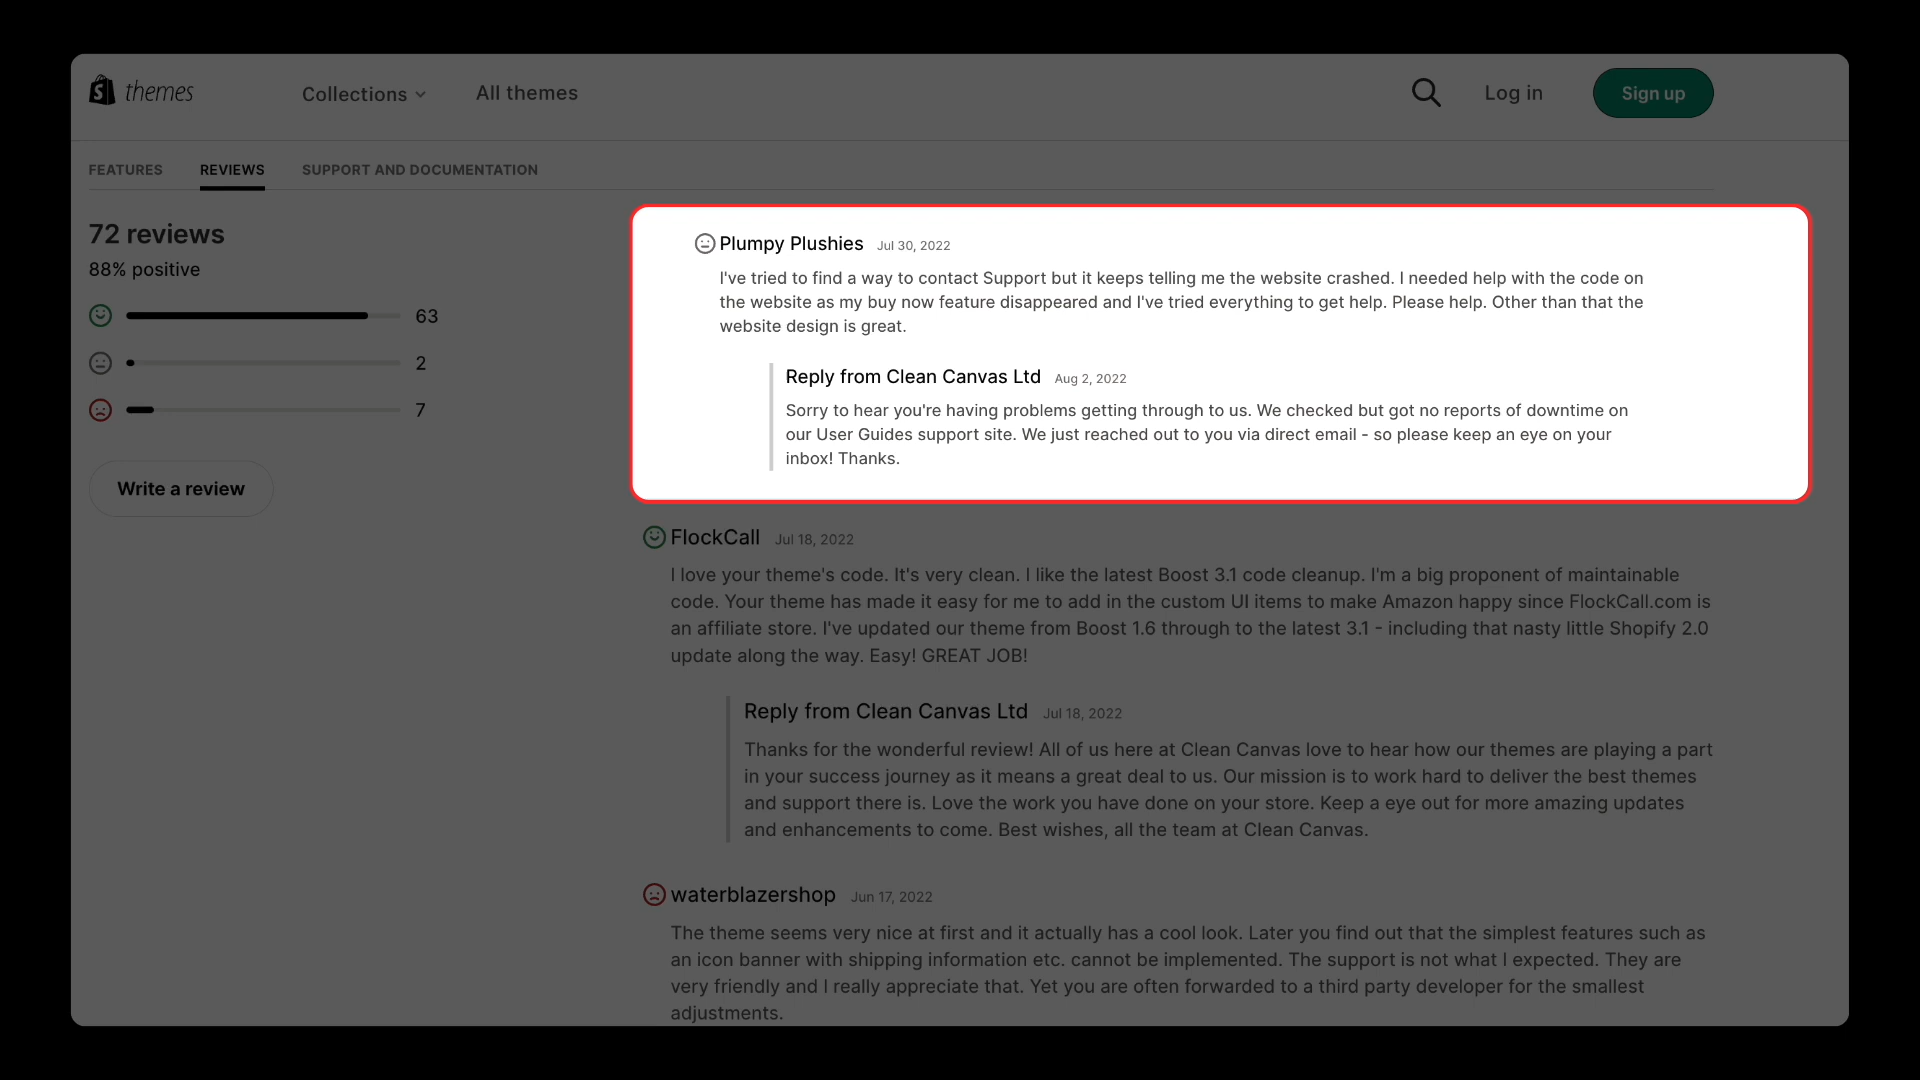 themes
Collections
All themes
Log in
Sign up
FEATURES
REVIEWS
SUPPORT AND DOCUMENTATION
72 reviews
88% positive
63
2
7
Write a review
Plumpy Plushies Jul 30, 2022
I've tried to find a way to contact Support but it keeps telling me the website crashed. I needed help with the code on
the website as my buy now feature disappeared and I've tried everything to get help. Please help. Other than that the
website design is great.
Reply from Clean Canvas Ltd Aug 2, 2022
Sorry to hear you're having problems getting through to us. We checked but got no reports of downtime on
our User Guides support site. We just reached out to you via direct email - so please keep an eye on your
inbox! Thanks.
FlockCall Jul 18, 2022
I love your theme's code. It's very clean. I like the latest Boost 3.1 code cleanup. I'm a big proponent of maintainable
code. Your theme has made it easy for me to add in the custom UI items to make Amazon happy since FlockCall.com is
an affiliate store. I've updated our theme from Boost 1.6 through to the latest 3.1 - including that nasty little Shopify 2.0
update along the way. Easy! GREAT JOB!
Reply from Clean Canvas Ltd Jul 18, 2022
Thanks for the wonderful review! All of us here at Clean Canvas love to hear how our themes are playing a part
in your success journey as it means a great deal to us. Our mission is to work hard to deliver the best themes
and support there is. Love the work you have done on your store. Keep a eye out for more amazing updates
and enhancements to come. Best wishes, all the team at Clean Canvas.
waterblazershop Jun 17, 2022
The theme seems very nice at first and it actually has a cool look. Later you find out that the simplest features such as
an icon banner with shipping information etc. cannot be implemented. The support is not what I expected. They are
very friendly and I really appreciate that. Yet you are often forwarded to a third party developer for the smallest
adjustments.